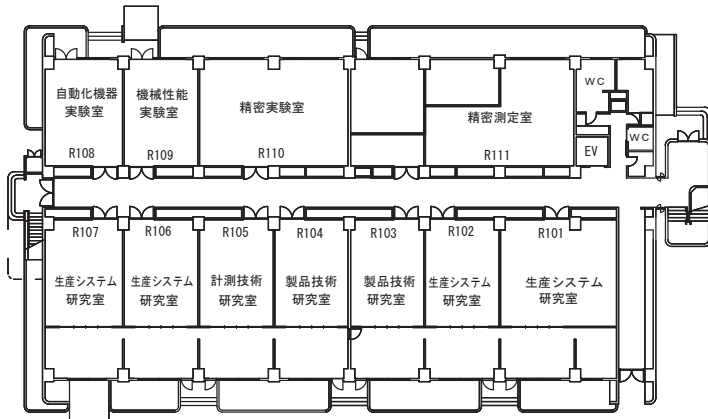 自動化機器
実験室
R108
機械性能
実験室
R109
精密実験室
R110
精密測定室
R111
WC
WC
EV
R107
生産システム
研究室
R106
生産システム
研究室
R105
計測技術
研究室
R104
製品技術
研究室
R103
製品技術
研究室
R102
生産システム
研究室
R101
生産システム
研究室